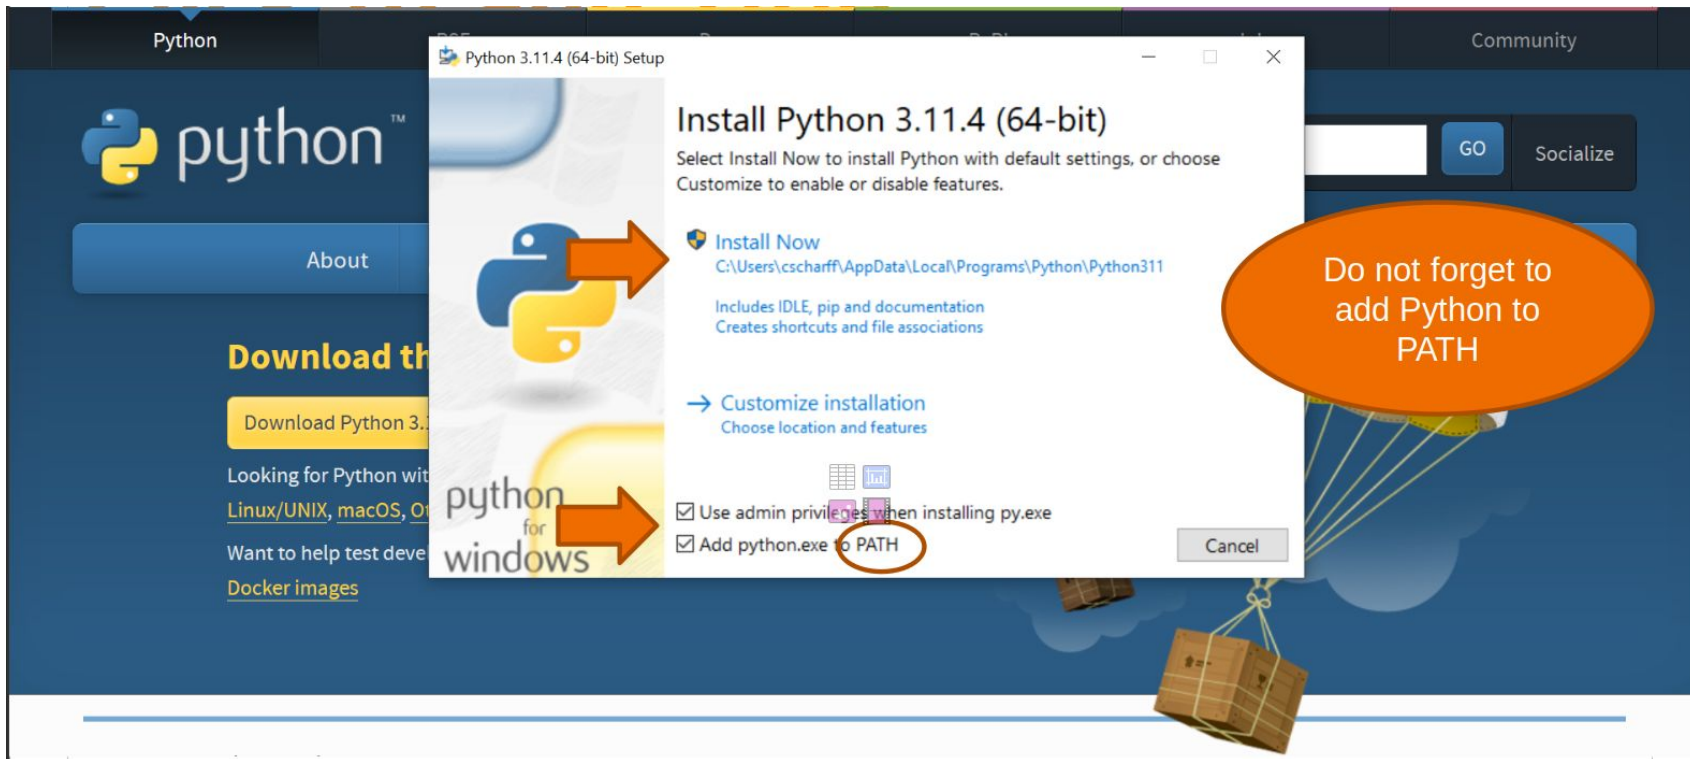 Python
Community
Python 3.11.4 (64-bit) Setup
python™
Install Python 3.11.4 (64-bit)
Select Install Now to install Python with default settings, or choose
Customize to enable or disable features.
GO
Socialize
About
Install Now
C:\Users\cscharff\AppData\Local\Programs\Python\Python311
Includes IDLE, pip and documentation
Creates shortcuts and file associations
Do not forget to
add Python to
PATH
Download th
Download Python 3.
Customize installation
Choose location and features
Looking for Python wit
Linux/UNIX, macOS, Ot
Want to help test deve
Docker images
python
for
windows
Use admin privileges when installing py.exe
Add python.exe to PATH
Cancel